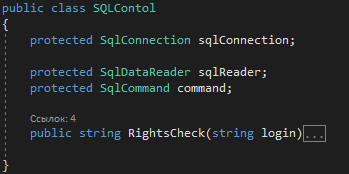 public class SQLContol
{
protected SqlConnection sqlConnection;
protected SqlDataReader sqlReader;
protected SqlCommand command;
Ссылок: 4
public string RightsCheck(string login)...
}